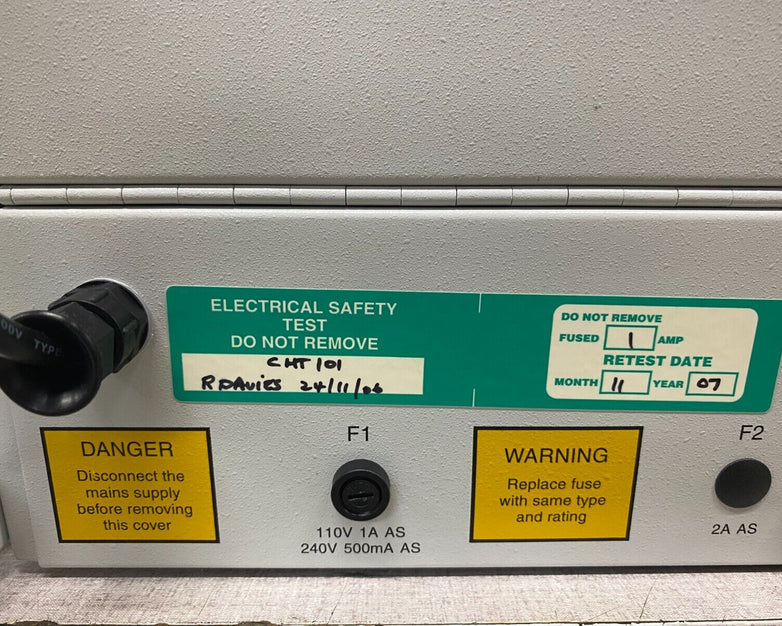 00V TYPE
ELECTRICAL SAFETY
TEST
DO NOT REMOVE
CHT 101
R DAVIES 24/11/06
DO NOT REMOVE
FUSED 1 AMP
RETEST DATE
MONTH 11 YEAR 07
DANGER
Disconnect the
mains supply
before removing
this cover
F1
110V 1A AS
240V 500mA AS
WARNING
Replace fuse
with same type
and rating
F2
2A AS